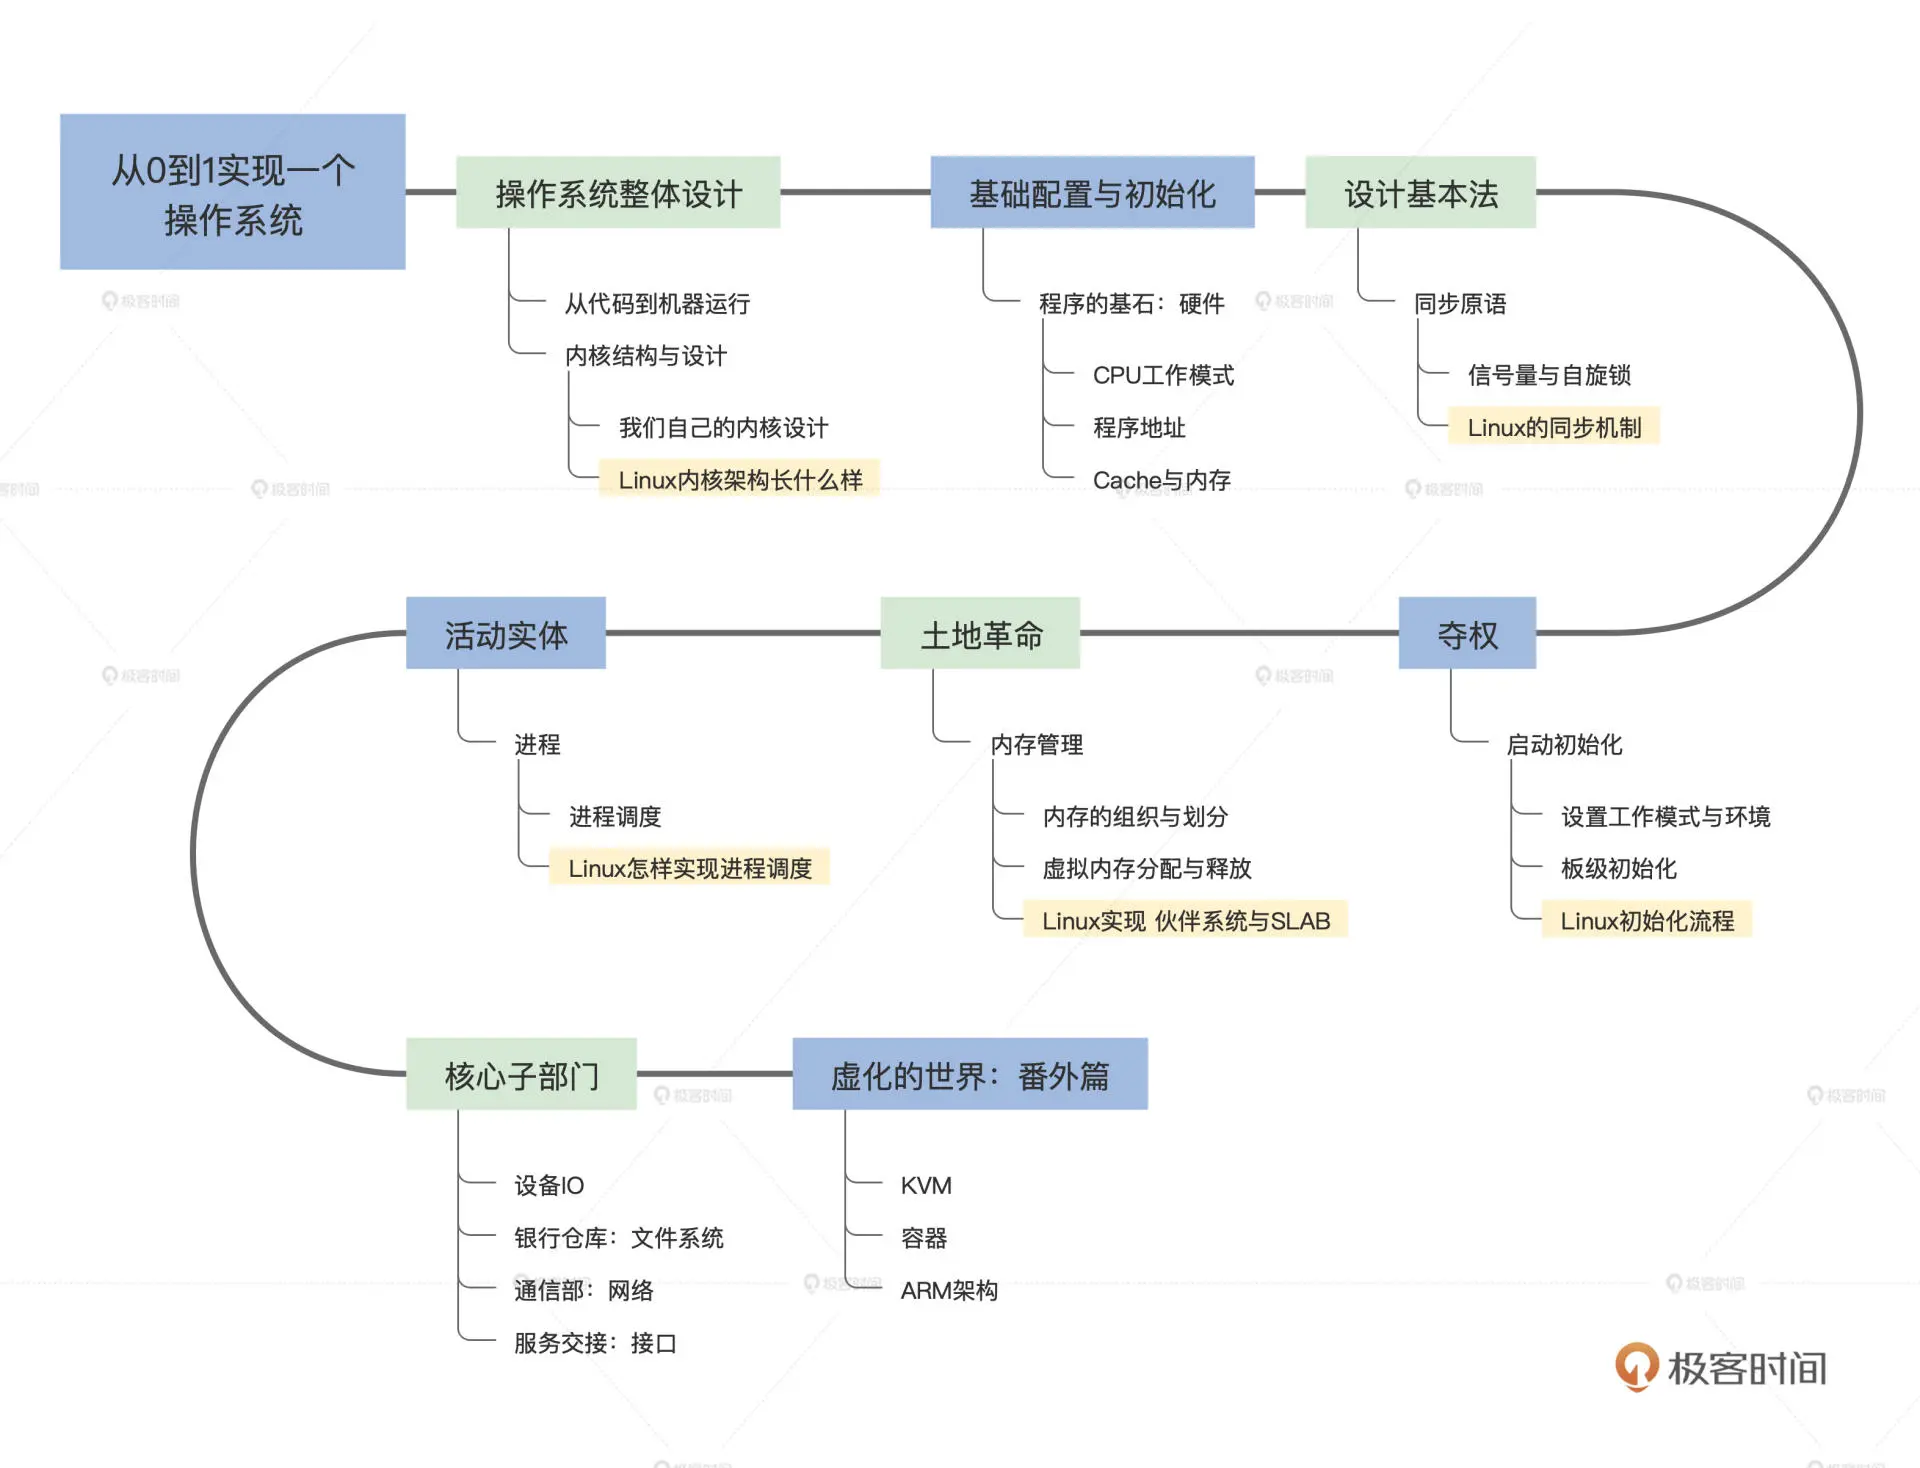 从0到1实现一个
操作系统
操作系统整体设计
从代码到机器运行
内核结构与设计
我们自己的内核设计
Linux内核架构长什么样
基础配置与初始化
程序的基石：硬件
CPU工作模式
程序地址
Cache与内存
设计基本法
同步原语
信号量与自旋锁
Linux的同步机制
夺权
启动初始化
设置工作模式与环境
板级初始化
Linux初始化流程
土地革命
内存管理
内存的组织与划分
虚拟内存分配与释放
Linux实现 伙伴系统与SLAB
活动实体
进程
进程调度
Linux怎样实现进程调度
核心子部门
设备IO
银行仓库：文件系统
通信部：网络
服务交接：接口
虚化的世界：番外篇
KVM
容器
ARM架构
极客时间